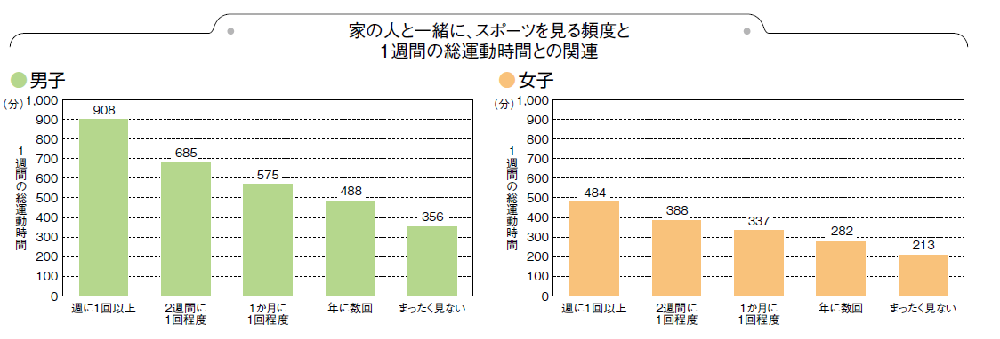 家の人と一緒に、スポーツを見る頻度と
1週間の総運動時間との関連
男子
(分)
1,000
900
800
700
600
500
400
300
200
100
0
1週間の総運動時間
908
685
575
488
356
週に1回以上
2週間に
1回程度
1か月に
1回程度
年に数回
まったく見ない
女子
(分)
1,000
900
800
700
600
500
400
300
200
100
0
1週間の総運動時間
484
388
337
282
213
週に1回以上
2週間に
1回程度
1か月に
1回程度
年に数回
まったく見ない